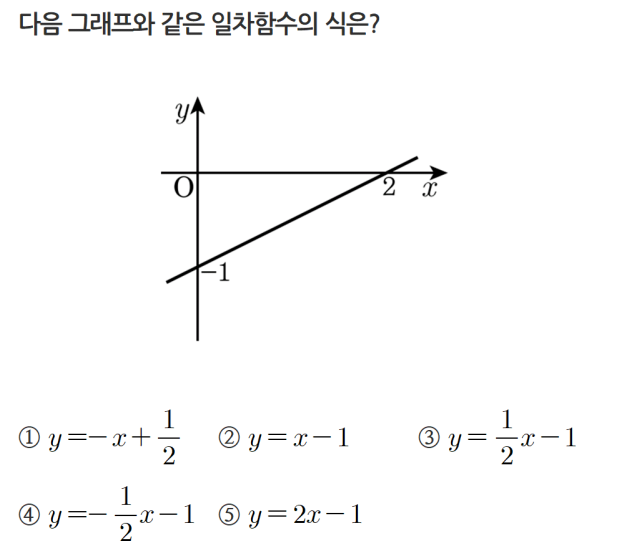 다음 그래프와 같은 일차함수의 식은?
y
O
2 x
−1
① y=−x+1/2 ② y=x−1 ③ y=1/2x−1
④ y=−1/2x−1 ⑤ y=2x−1